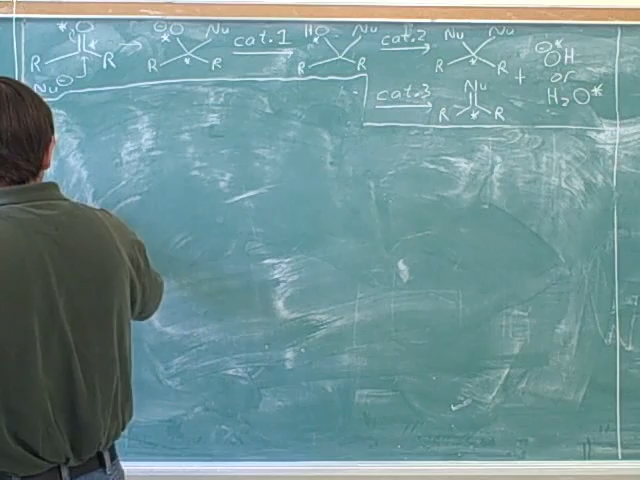 *O ⊖O Nu HO Nu Nu Nu ⊖ *
* * cat.1 * cat.2 OH
R R R R R R R R + or
Nu⊖ cat.3 Nu H₂O*
R * R